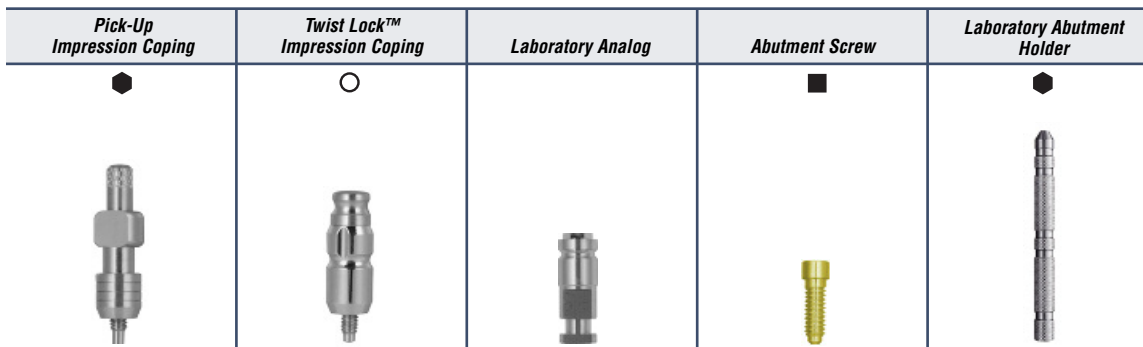 Pick-Up
Impression Coping
Twist Lock™
Impression Coping
Laboratory Analog
Abutment Screw
Laboratory Abutment
Holder